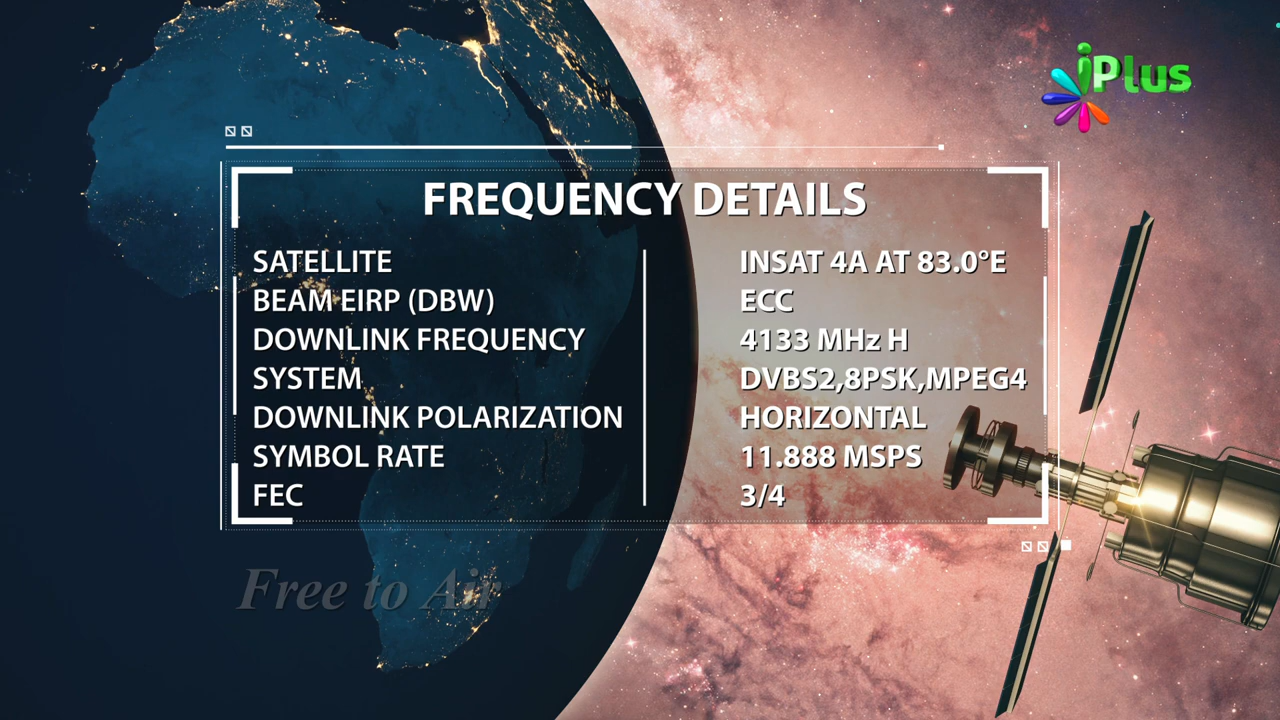 iPlus
FREQUENCY DETAILS
SATELLITE INSAT 4A AT 83.0°E
BEAM EIRP (DBW) ECC
DOWNLINK FREQUENCY 4133 MHz H
SYSTEM DVBS2,8PSK,MPEG4
DOWNLINK POLARIZATION HORIZONTAL
SYMBOL RATE 11.888 MSPS
FEC 3/4
Free to Air